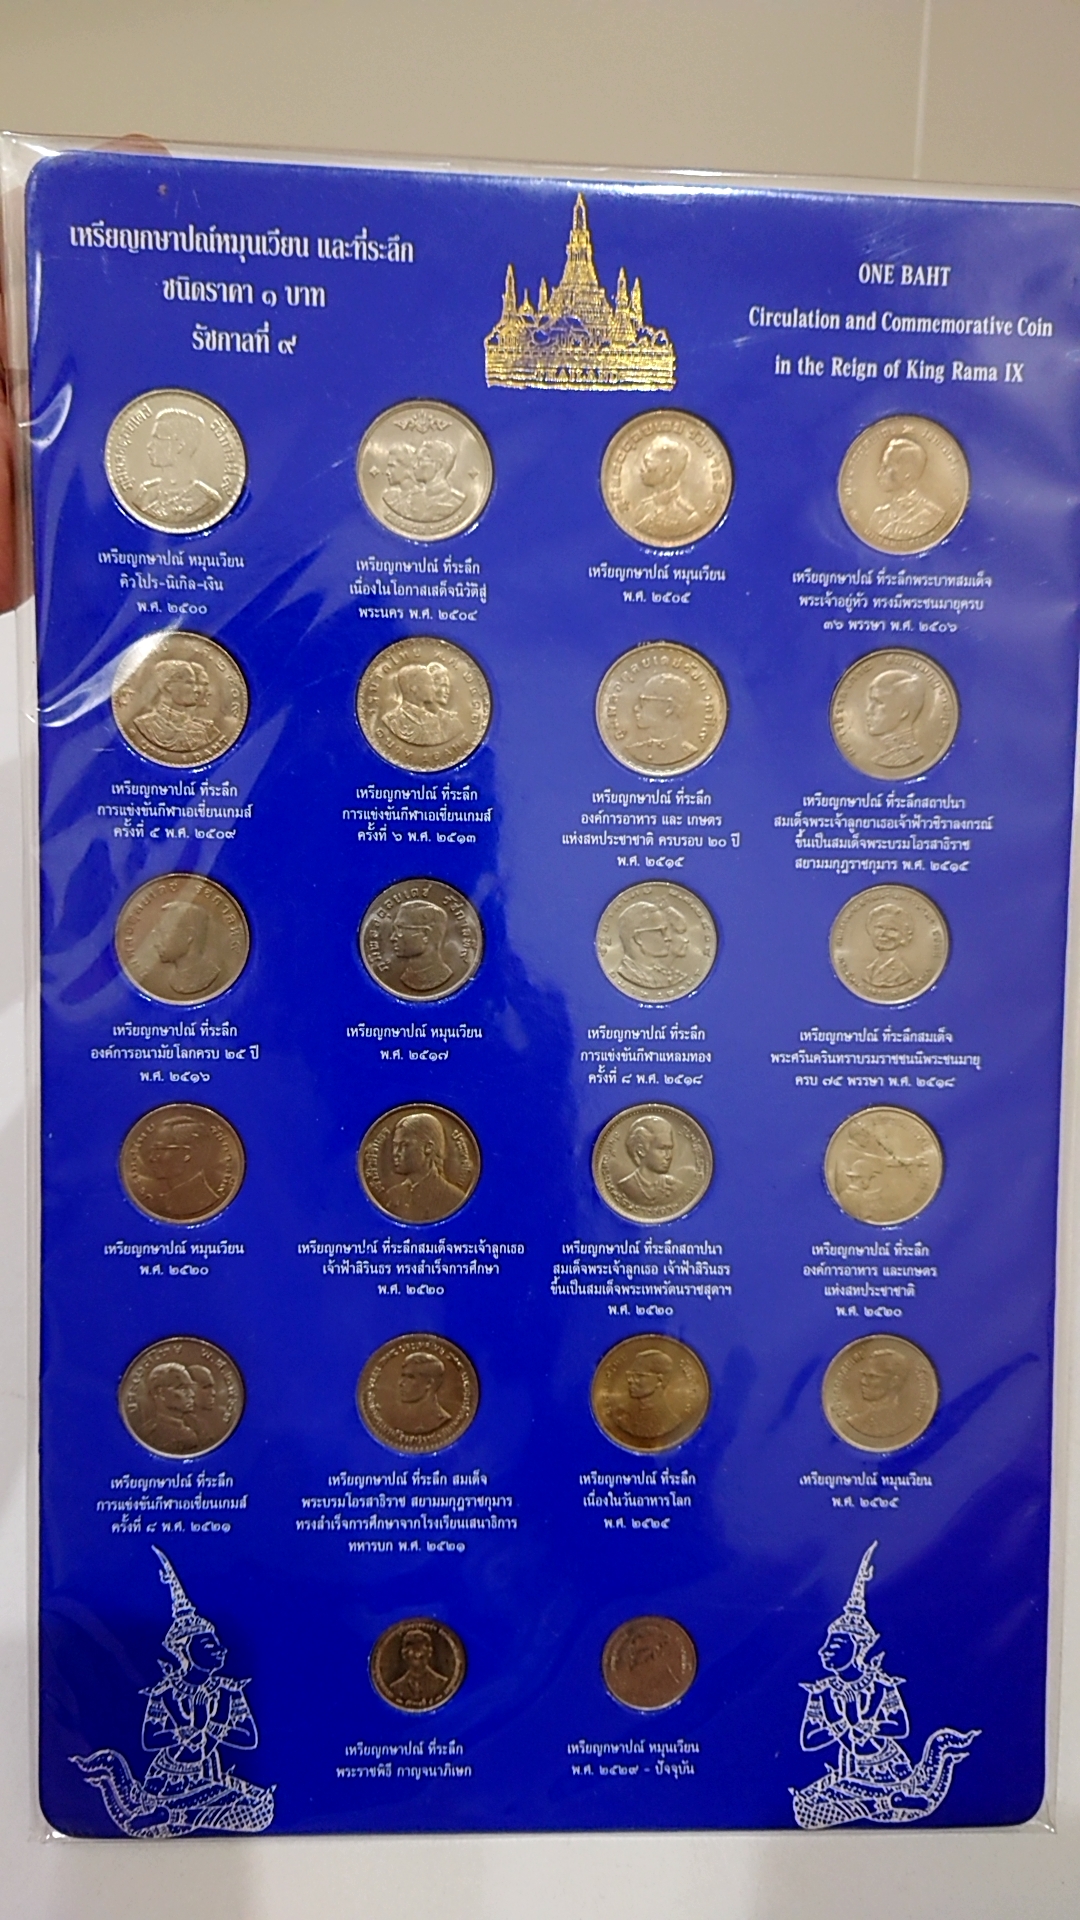 เหรียญกษาปณ์หมุนเวียน และที่ระลึก
ชนิดราคา ๑ บาท
รัชกาลที่ ๙
ONE BAHT
Circulation and Commemorative Coin
in the Reign of King Rama IX
เหรียญกษาปณ์ หมุนเวียน
คิวโปร-นิเกิล-เงิน
พ.ศ. ๒๕๐๐
เหรียญกษาปณ์ ที่ระลึก
เนื่องในโอกาสเสด็จนิวัติสู่
พระนคร พ.ศ. ๒๕๐๔
เหรียญกษาปณ์ หมุนเวียน
พ.ศ. ๒๕๐๕
เหรียญกษาปณ์ ที่ระลึกพระบาทสมเด็จ
พระเจ้าอยู่หัว ทรงมีพระชนมายุครบ
๓๖ พรรษา พ.ศ. ๒๕๐๖
เหรียญกษาปณ์ ที่ระลึก
การแข่งขันกีฬาเอเซี่ยนเกมส์
ครั้งที่ ๕ พ.ศ. ๒๕๐๙
เหรียญกษาปณ์ ที่ระลึก
การแข่งขันกีฬาเอเซี่ยนเกมส์
ครั้งที่ ๖ พ.ศ. ๒๕๑๓
เหรียญกษาปณ์ ที่ระลึก
องค์การอาหาร และ เกษตร
แห่งสหประชาชาติ ครบรอบ ๒๐ ปี
พ.ศ. ๒๕๑๕
เหรียญกษาปณ์ ที่ระลึกสถาปนา
สมเด็จพระเจ้าลูกยาเธอเจ้าฟ้าวชิราลงกรณ์
ขึ้นเป็นสมเด็จพระบรมโอรสาธิราช
สยามมกุฎราชกุมาร พ.ศ. ๒๕๑๕
เหรียญกษาปณ์ ที่ระลึก
องค์การอนามัยโลกครบ ๒๕ ปี
พ.ศ. ๒๕๑๖
เหรียญกษาปณ์ หมุนเวียน
พ.ศ. ๒๕๑๗
เหรียญกษาปณ์ ที่ระลึก
การแข่งขันกีฬาแหลมทอง
ครั้งที่ ๘ พ.ศ. ๒๕๑๘
เหรียญกษาปณ์ ที่ระลึกสมเด็จ
พระศรีนครินทราบรมราชชนนีพระชนมายุ
ครบ ๗๕ พรรษา พ.ศ. ๒๕๑๘
เหรียญกษาปณ์ หมุนเวียน
พ.ศ. ๒๕๒๐
เหรียญกษาปณ์ ที่ระลึกสมเด็จพระเจ้าลูกเธอ
เจ้าฟ้าสิรินธร ทรงสำเร็จการศึกษา
พ.ศ. ๒๕๒๐
เหรียญกษาปณ์ ที่ระลึกสถาปนา
สมเด็จพระเจ้าลูกเธอ เจ้าฟ้าสิรินธร
ขึ้นเป็นสมเด็จพระเทพรัตนราชสุดาฯ
พ.ศ. ๒๕๒๐
เหรียญกษาปณ์ ที่ระลึก
องค์การอาหาร และเกษตร
แห่งสหประชาชาติ
พ.ศ. ๒๕๒๐
เหรียญกษาปณ์ ที่ระลึก
การแข่งขันกีฬาเอเซี่ยนเกมส์
ครั้งที่ ๘ พ.ศ. ๒๕๒๑
เหรียญกษาปณ์ ที่ระลึก สมเด็จ
พระบรมโอรสาธิราช สยามมกุฎราชกุมาร
ทรงสำเร็จการศึกษาจากโรงเรียนเสนาธิการ
ทหารบก พ.ศ. ๒๕๒๑
เหรียญกษาปณ์ ที่ระลึก
เนื่องในวันอาหารโลก
พ.ศ. ๒๕๒๕
เหรียญกษาปณ์ หมุนเวียน
พ.ศ. ๒๕๒๕
เหรียญกษาปณ์ ที่ระลึก
พระราชพิธี กาญจนาภิเษก
เหรียญกษาปณ์ หมุนเวียน
พ.ศ. ๒๕๒๙ - ปัจจุบัน